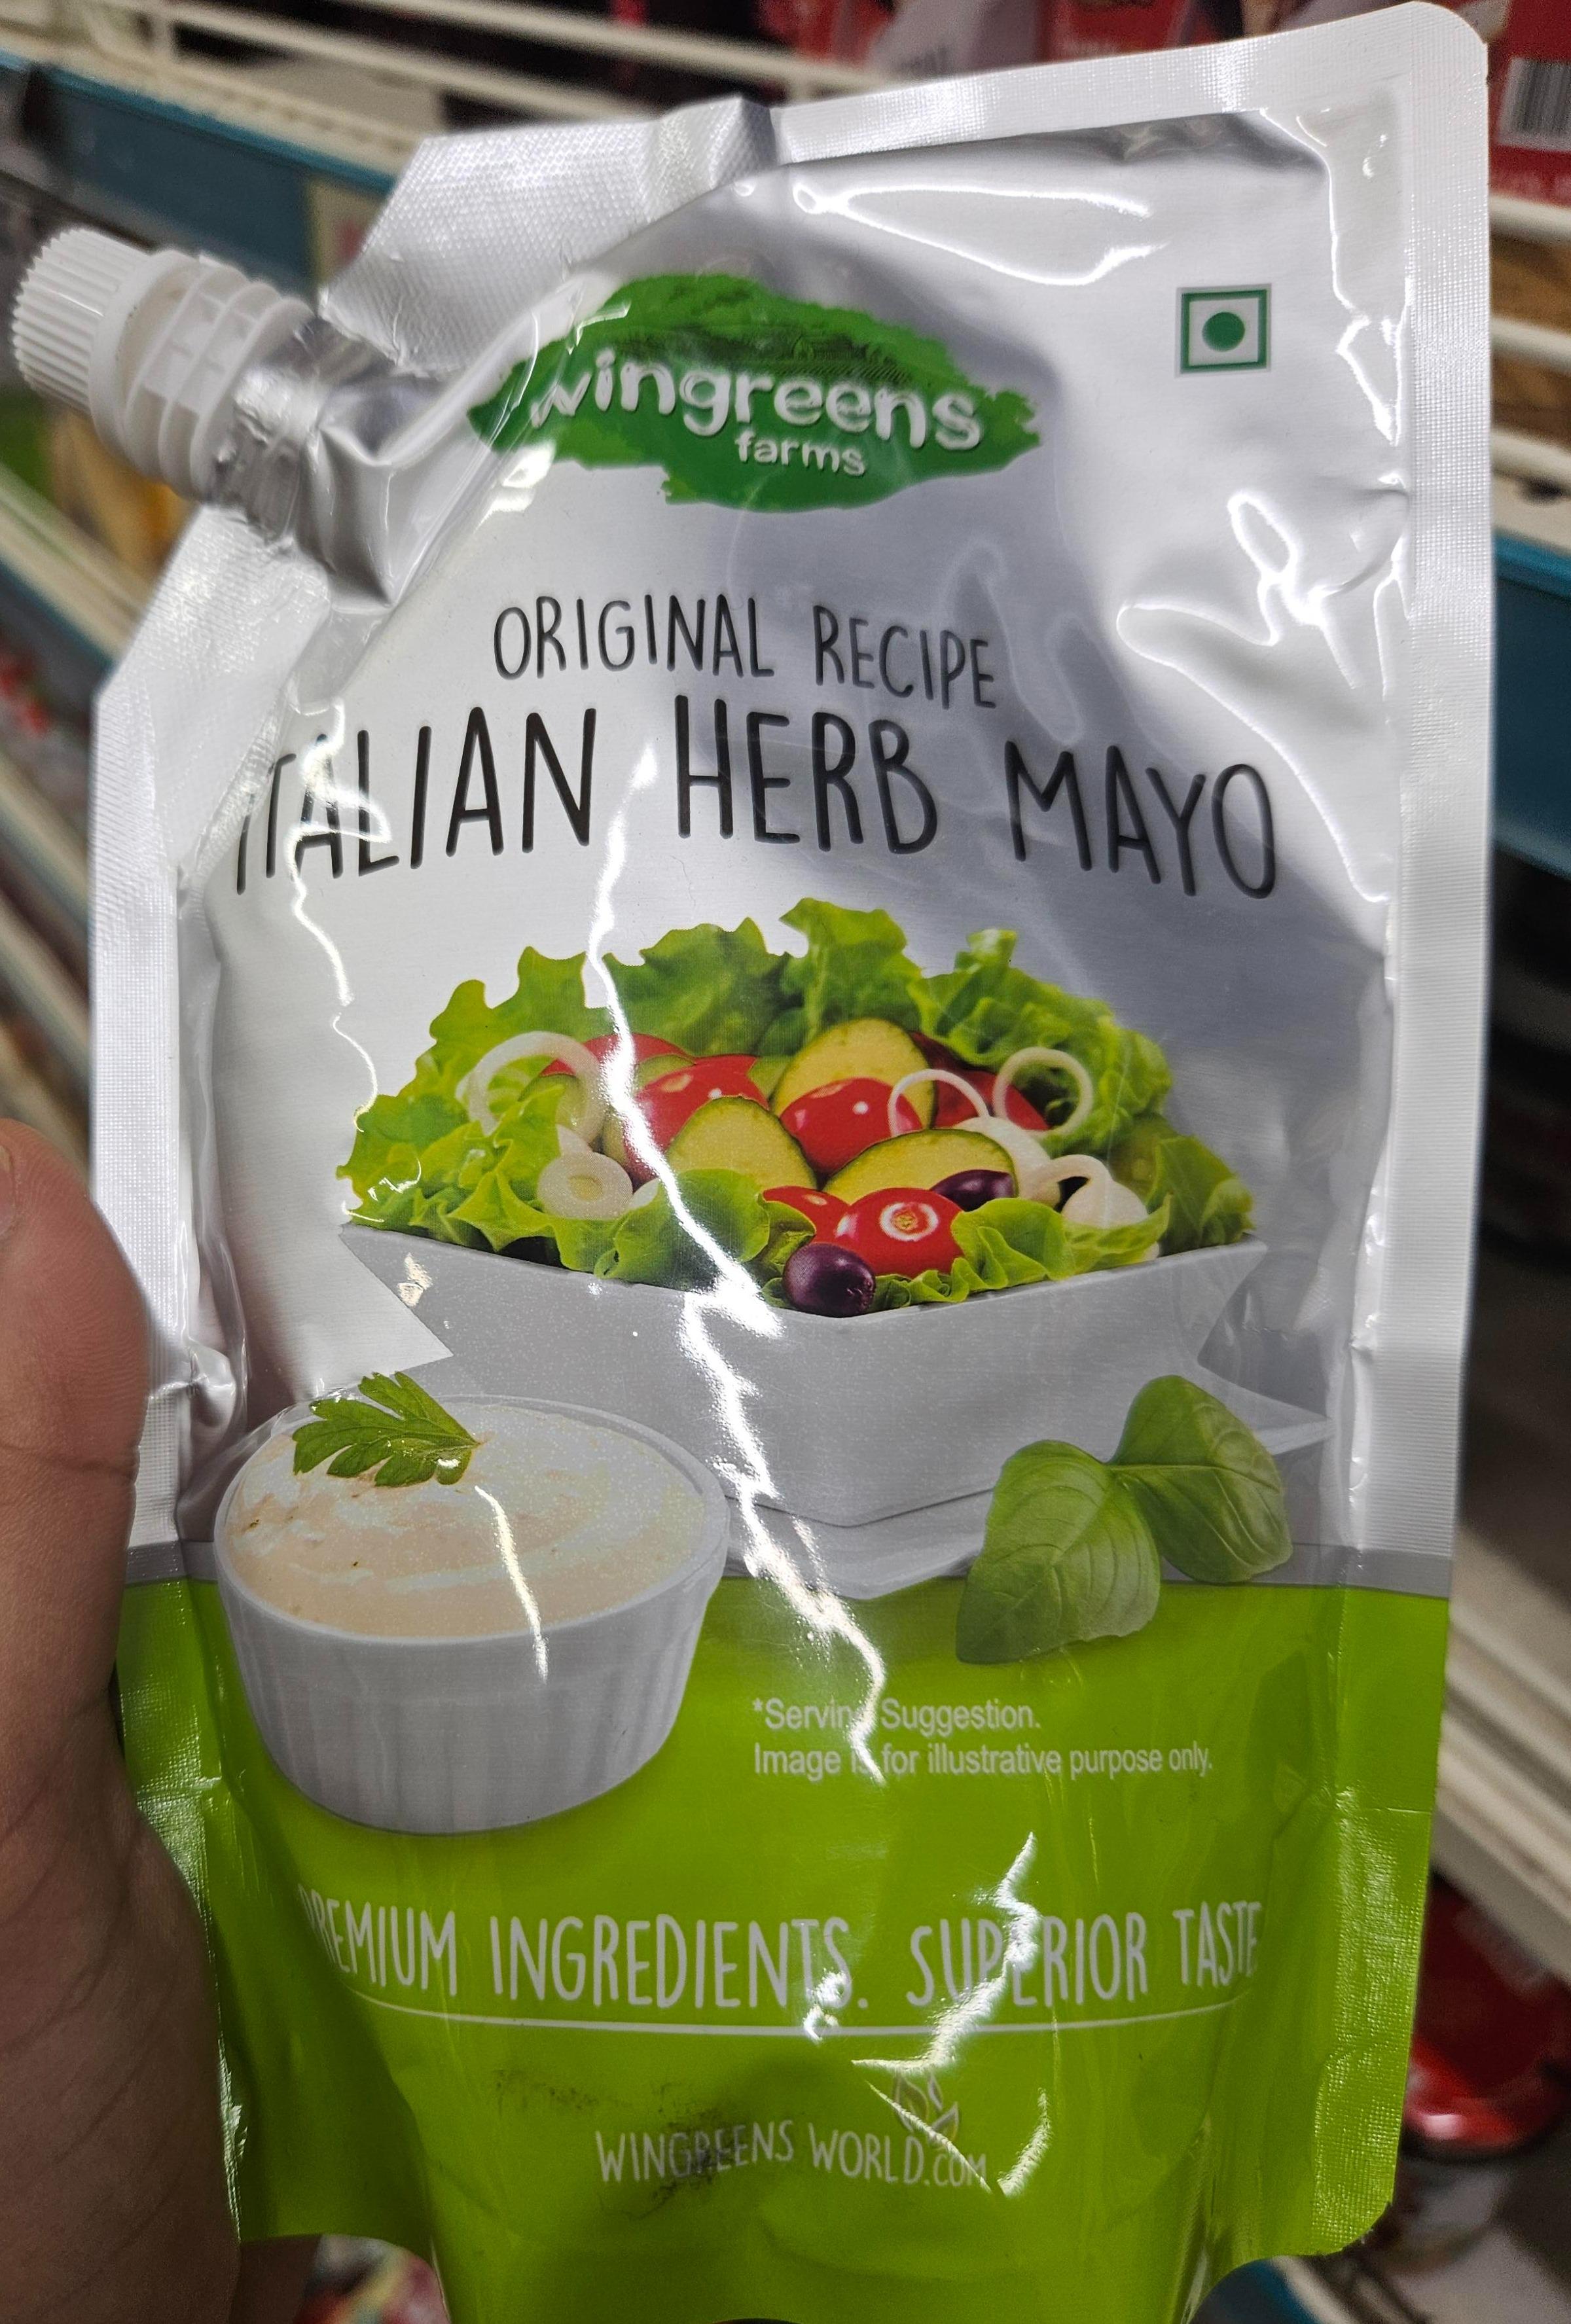 wingreens
farms
ORIGINAL RECIPE
ITALIAN HERB MAYO
*Serving Suggestion.
Image is for illustrative purpose only.
PREMIUM INGREDIENTS. SUPERIOR TASTE
WINGREENS WORLD.COM